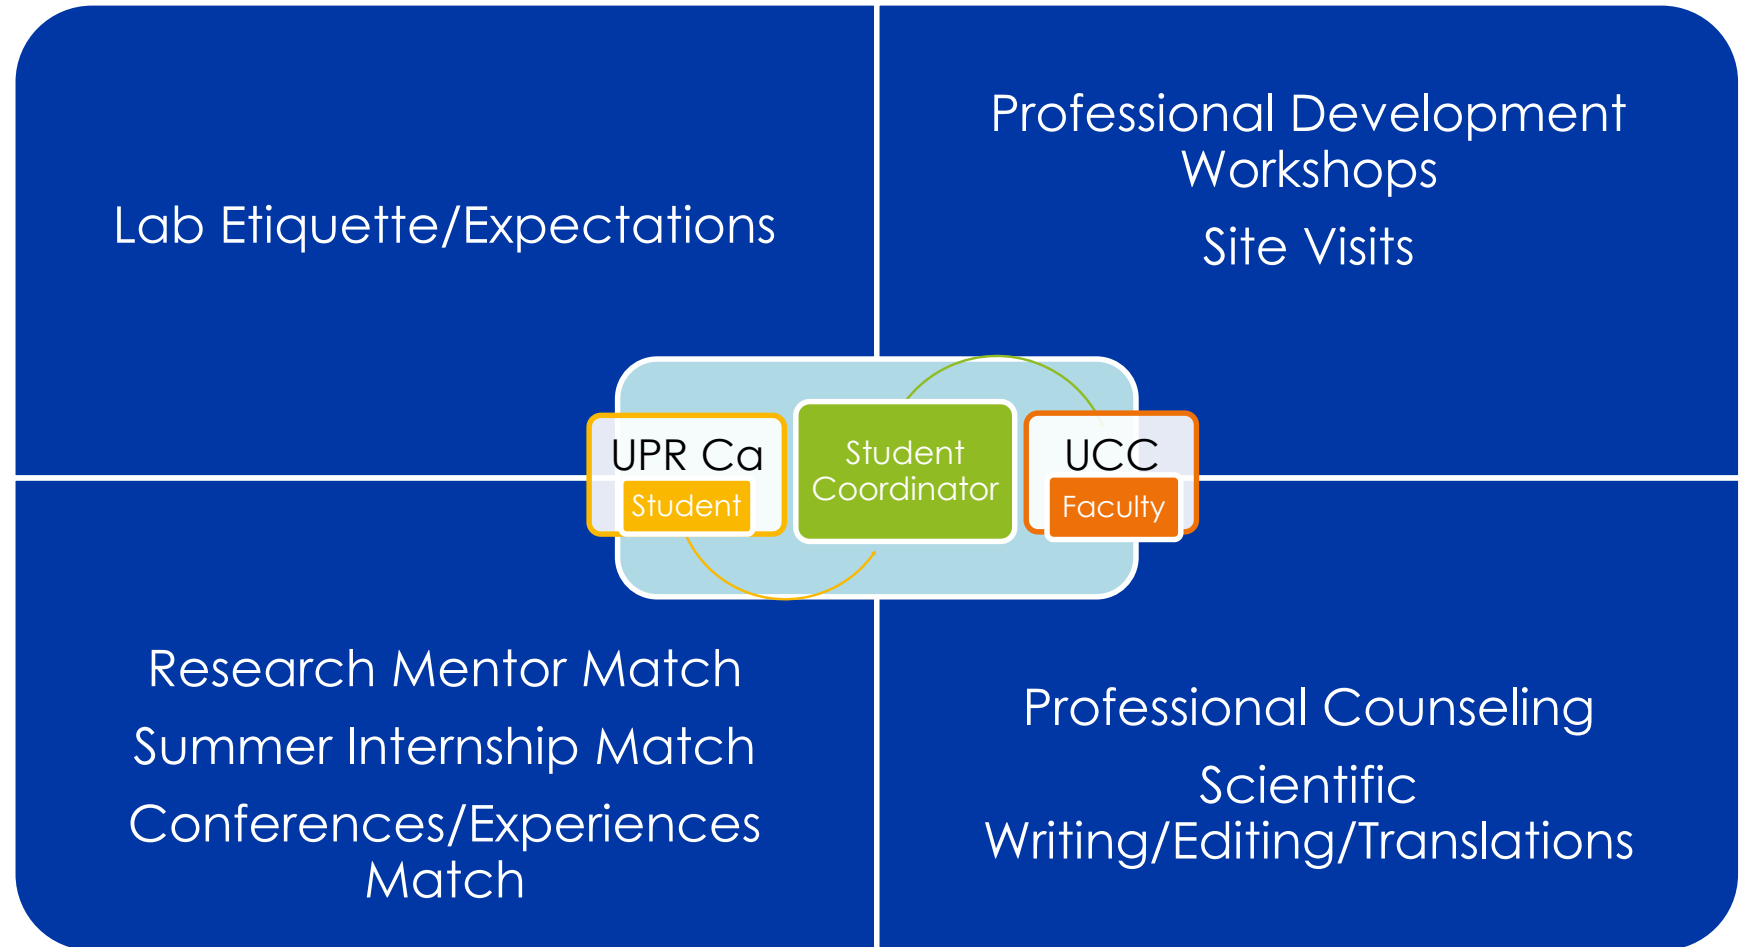 Lab Etiquette/Expectations
Professional Development
Workshops
Site Visits
UPR Ca
Student
Student
Coordinator
UCC
Faculty
Research Mentor Match
Summer Internship Match
Conferences/Experiences
Match
Professional Counseling
Scientific
Writing/Editing/Translations